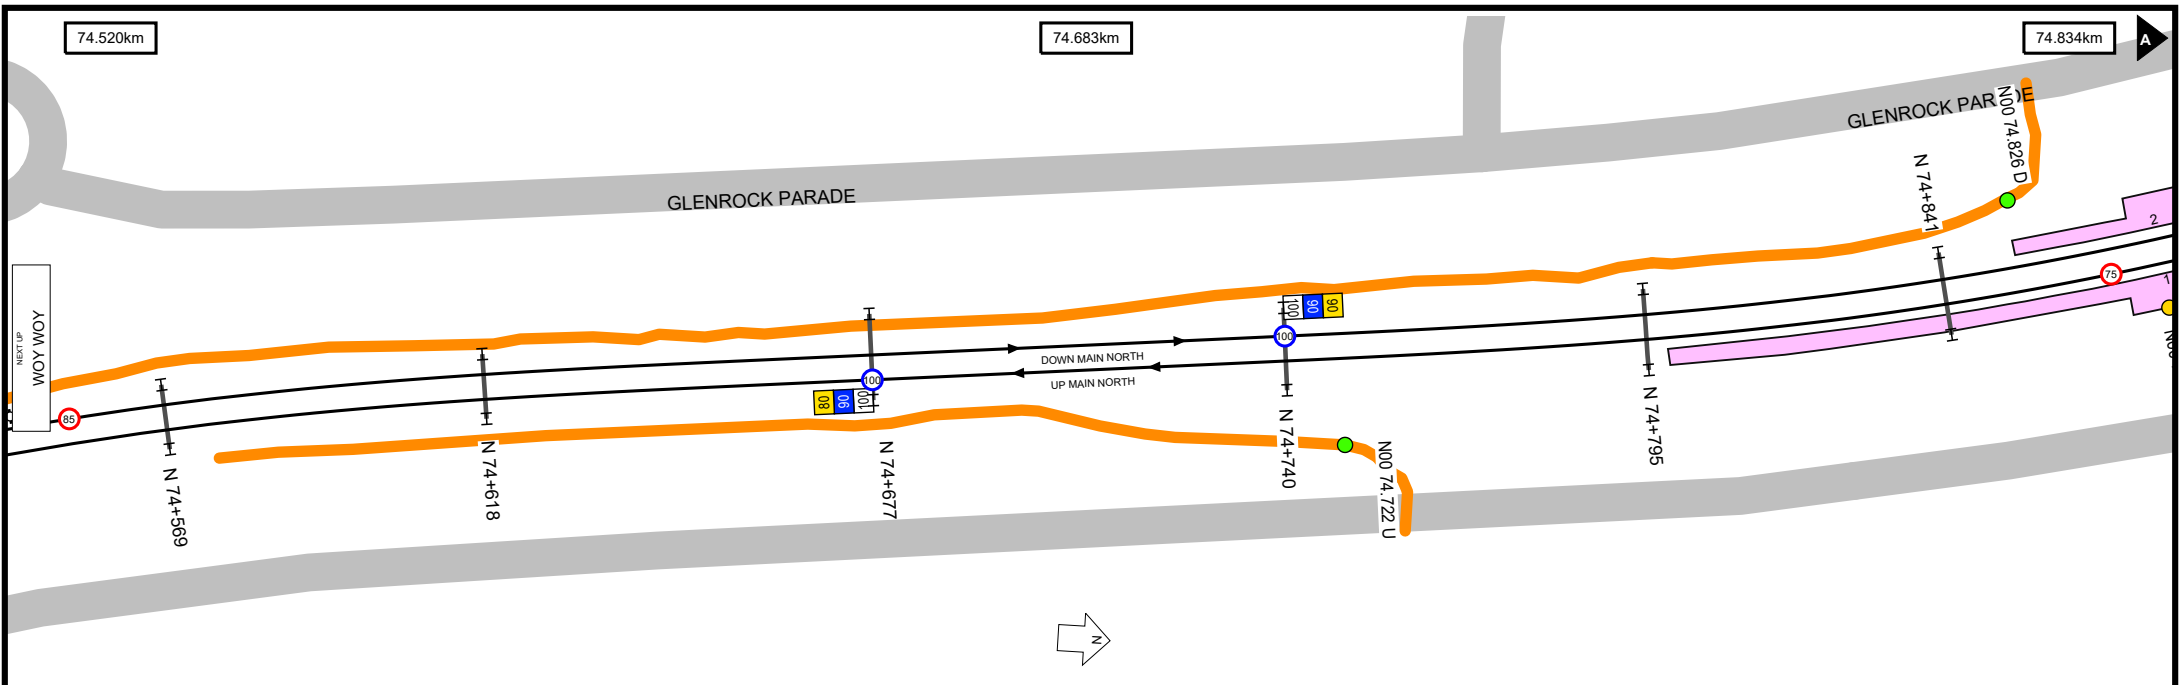 74.520km
74.683km
74.834km
A
GLENROCK PARADE
GLENROCK PARADE
N00 74.826 D
N 74+841
2
NEXT UP
WOY WOY
85
100
90
90
100
75
1
DOWN MAIN NORTH
UP MAIN NORTH
100
80
90
100
N 74+569
N 74+618
N 74+677
N 74+740
N00 74.722 U
N 74+795
N